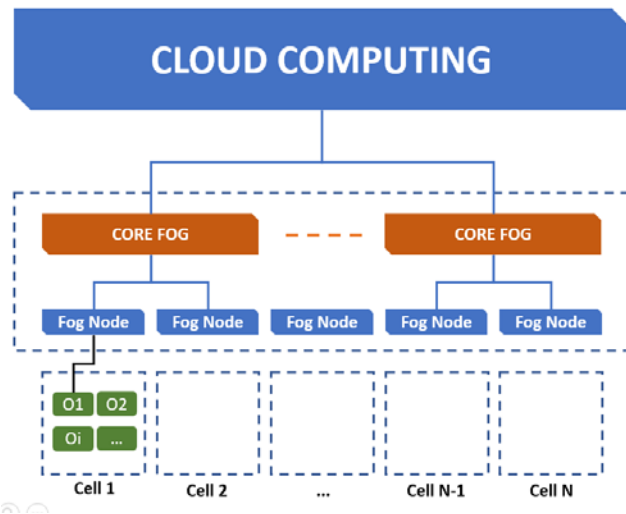 CLOUD COMPUTING
CORE FOG
CORE FOG
Fog Node
Fog Node
Fog Node
Fog Node
Fog Node
O1
O2
Oi
...
Cell 1
Cell 2
...
Cell N-1
Cell N